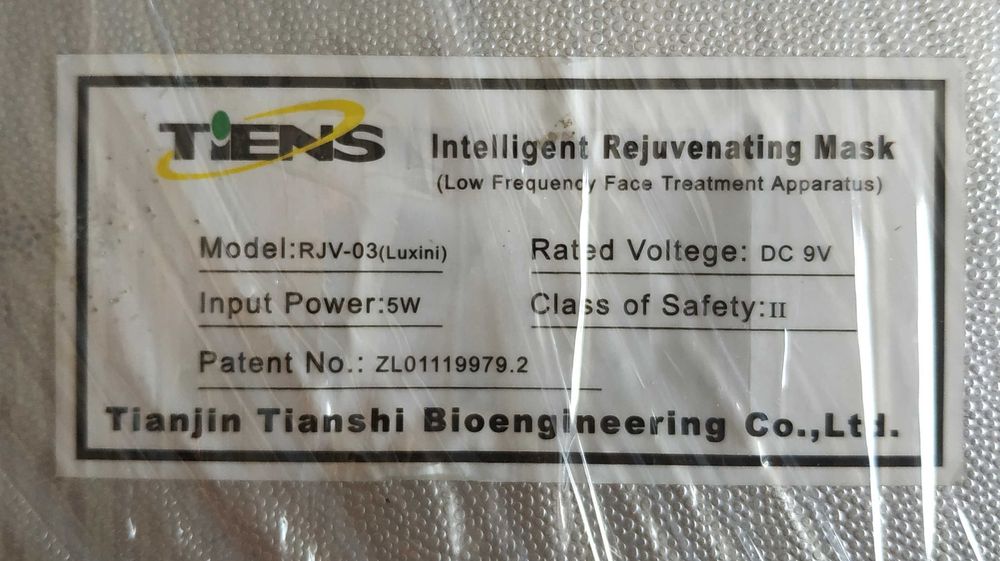 TIENS
Intelligent Rejuvenating Mask
(Low Frequency Face Treatment Apparatus)
Model:RJV-03(Luxini)
Rated Voltege: DC 9V
Input Power:5W
Class of Safety:II
Patent No.: ZL01119979.2
Tianjin Tianshi Bioengineering Co.,Ltd.